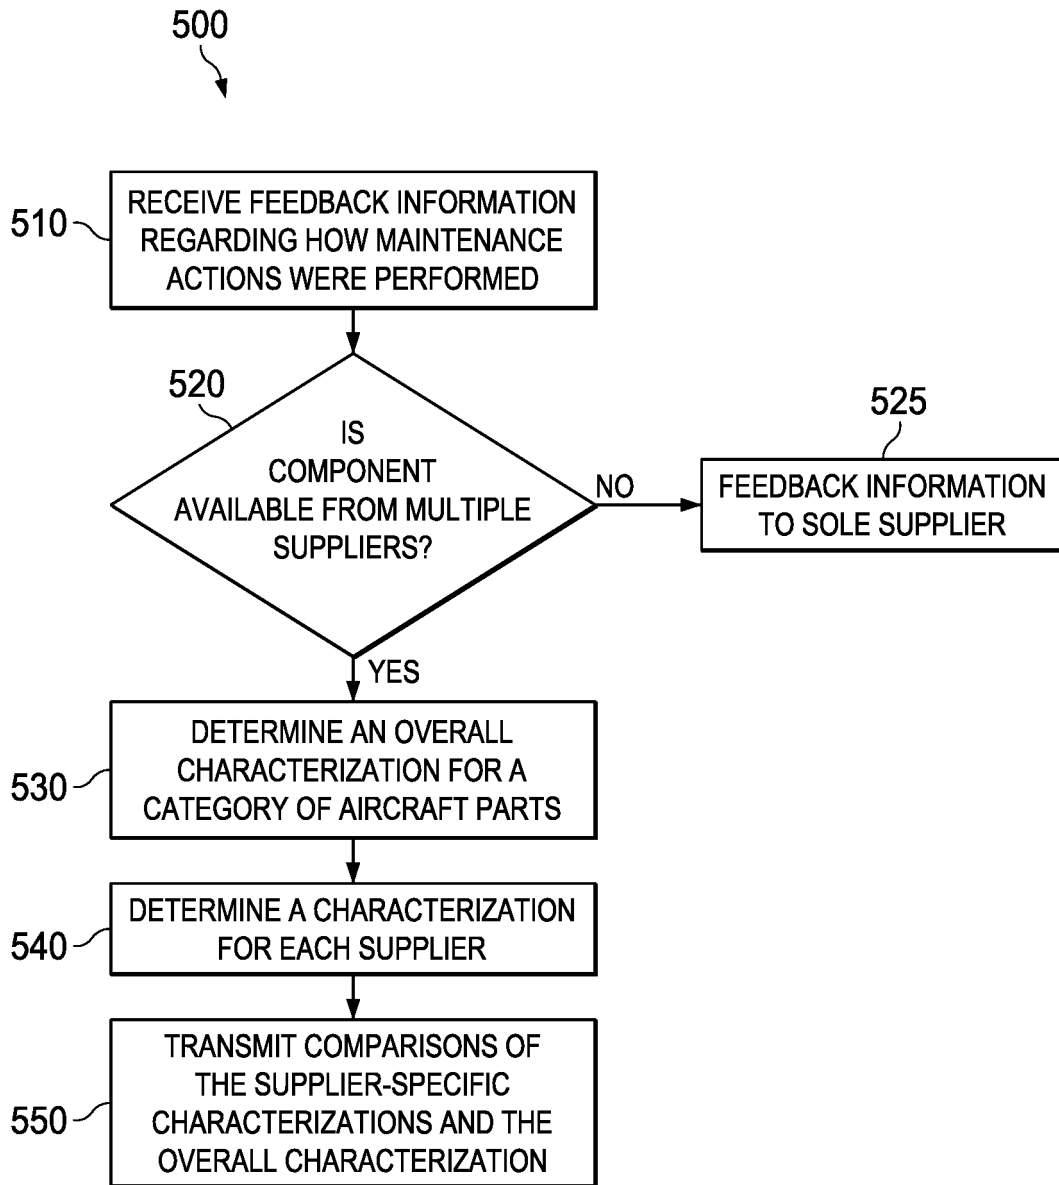 500
510
RECEIVE FEEDBACK INFORMATION
REGARDING HOW MAINTENANCE
ACTIONS WERE PERFORMED
520
IS
COMPONENT
AVAILABLE FROM MULTIPLE
SUPPLIERS?
NO
525
FEEDBACK INFORMATION
TO SOLE SUPPLIER
YES
530
DETERMINE AN OVERALL
CHARACTERIZATION FOR A
CATEGORY OF AIRCRAFT PARTS
540
DETERMINE A CHARACTERIZATION
FOR EACH SUPPLIER
550
TRANSMIT COMPARISONS OF
THE SUPPLIER-SPECIFIC
CHARACTERIZATIONS AND THE
OVERALL CHARACTERIZATION